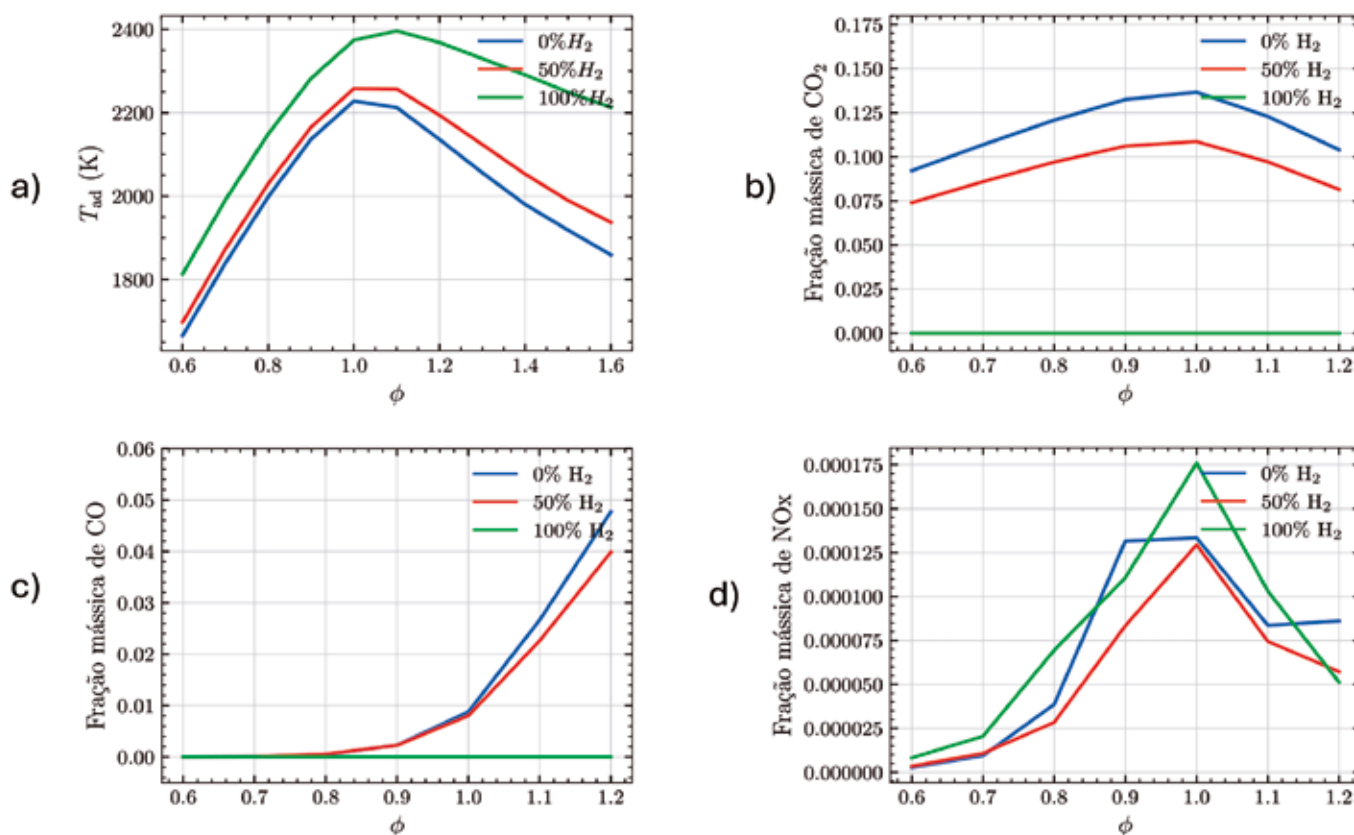 a)
T_ad (K)
2400
2200
2000
1800
0%H₂
50%H₂
100%H₂
0.6 0.8 1.0 1.2 1.4 1.6
ϕ
b)
Fração mássica de CO₂
0.175
0.150
0.125
0.100
0.075
0.050
0.025
0.000
0% H₂
50% H₂
100% H₂
0.6 0.7 0.8 0.9 1.0 1.1 1.2
ϕ
c)
Fração mássica de CO
0.06
0.05
0.04
0.03
0.02
0.01
0.00
0% H₂
50% H₂
100% H₂
0.6 0.7 0.8 0.9 1.0 1.1 1.2
ϕ
d)
Fração mássica de NOx
0.000175
0.000150
0.000125
0.000100
0.000075
0.000050
0.000025
0.000000
0% H₂
50% H₂
100% H₂
0.6 0.7 0.8 0.9 1.0 1.1 1.2
ϕ